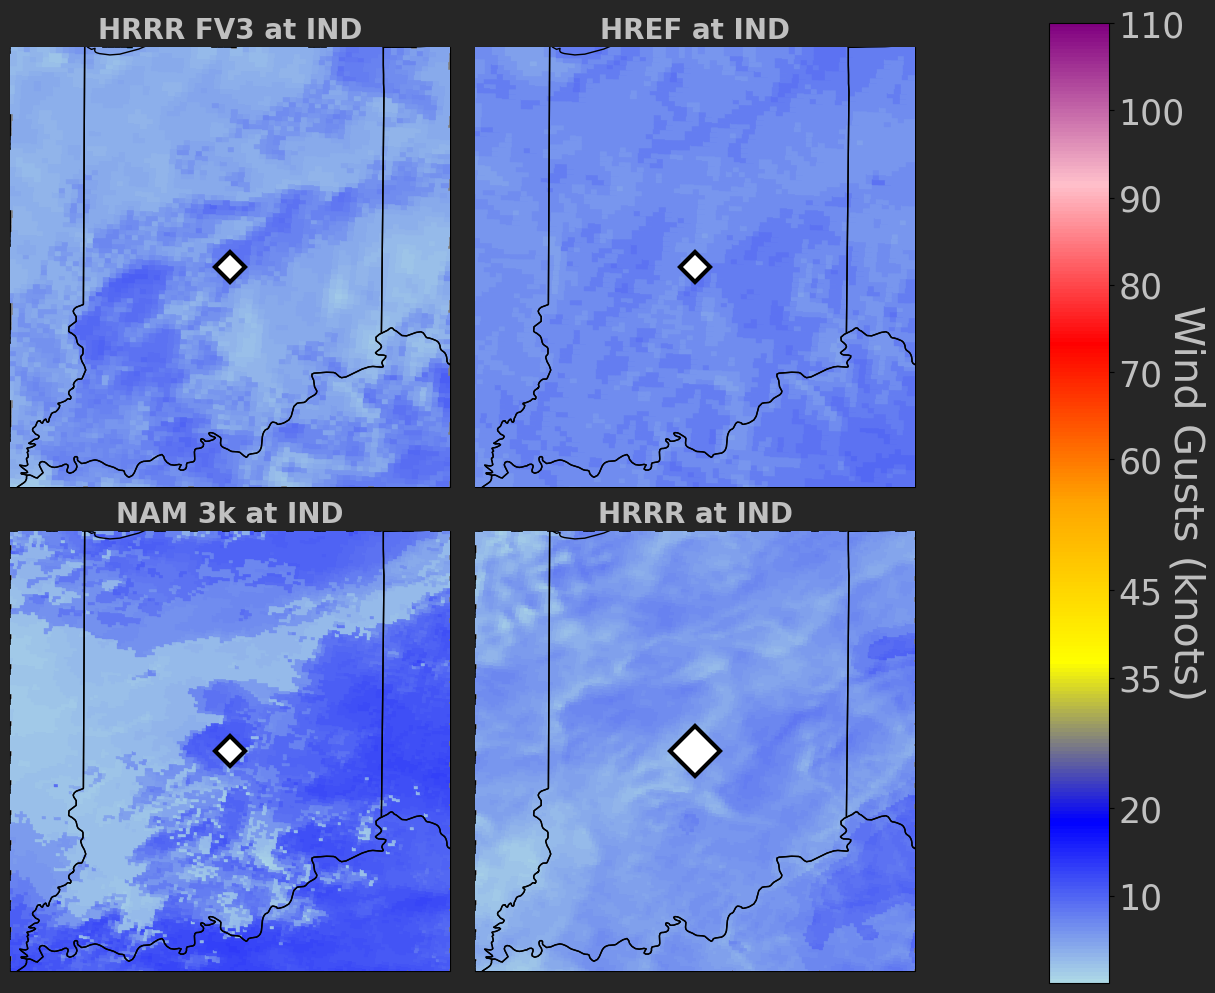 HRRR FV3 at IND
HREF at IND
NAM 3k at IND
HRRR at IND
110
100
90
80
70
60
45
35
20
10
Wind Gusts (knots)